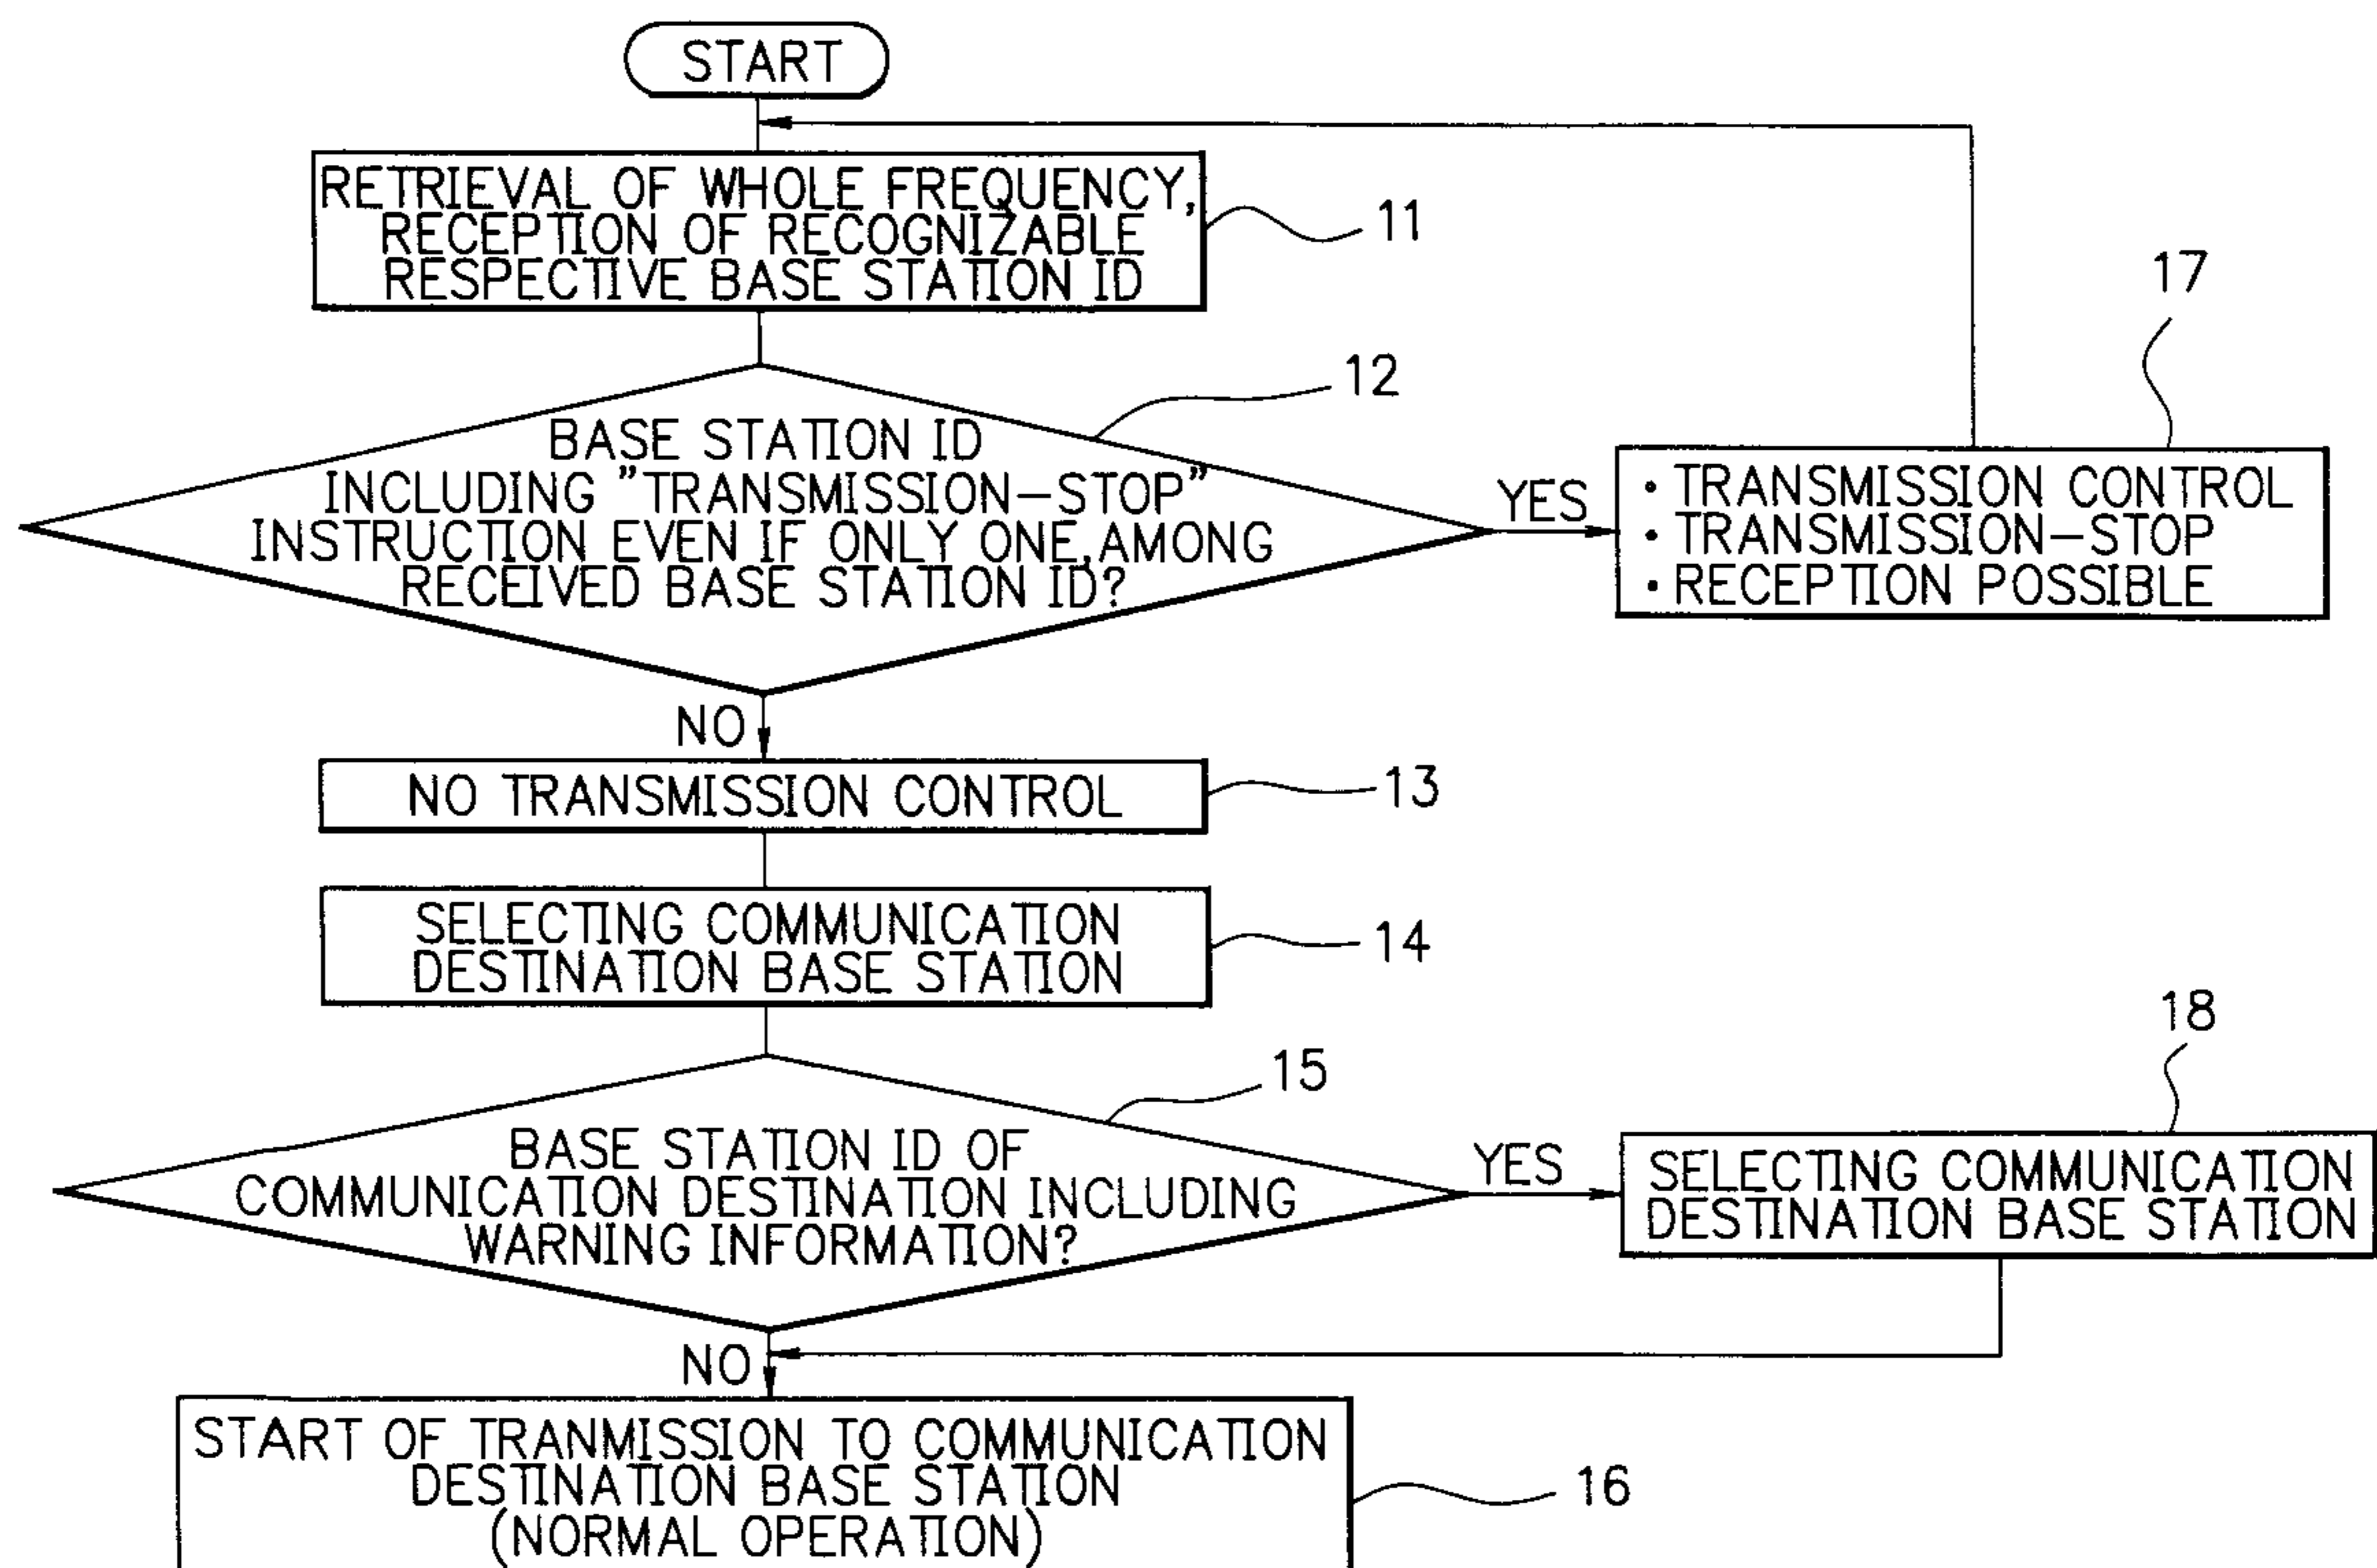 START
RETRIEVAL OF WHOLE FREQUENCY,
RECEPTION OF RECOGNIZABLE
RESPECTIVE BASE STATION ID
11
12
BASE STATION ID
INCLUDING "TRANSMISSION-STOP"
INSTRUCTION EVEN IF ONLY ONE, AMONG
RECEIVED BASE STATION ID?
YES
17
• TRANSMISSION CONTROL
• TRANSMISSION-STOP
• RECEPTION POSSIBLE
NO
NO TRANSMISSION CONTROL
13
SELECTING COMMUNICATION
DESTINATION BASE STATION
14
15
BASE STATION ID OF
COMMUNICATION DESTINATION INCLUDING
WARNING INFORMATION?
YES
18
SELECTING COMMUNICATION
DESTINATION BASE STATION
NO
START OF TRANMISSION TO COMMUNICATION
DESTINATION BASE STATION
(NORMAL OPERATION)
16